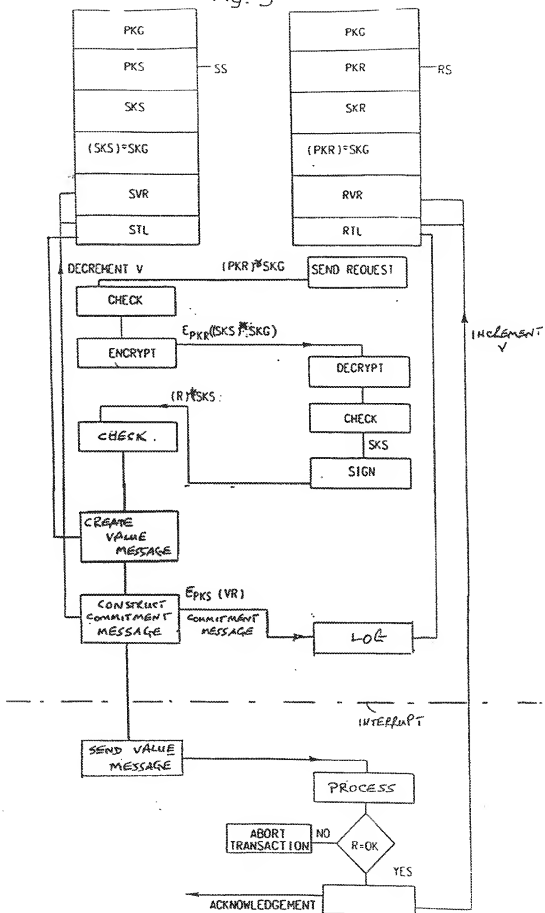 Fig. 3
PKG
PKS
SS
SKS
(SKS)*SKG
SVR
STL
PKG
PKR
RS
SKR
(PKR)*SKG
RVR
RTL
DECREMENT V
(PKR)*SKG
SEND REQUEST
CHECK
ENCRYPT
EPKR((SKS)*SKG)
DECRYPT
INCREMENT
V
(R)*SKS
CHECK.
CHECK
SKS
SIGN
CREATE
VALUE
MESSAGE
CONSTRUCT
COMMITMENT
MESSAGE
EPKS (VR)
COMMITMENT
MESSAGE
LOG
INTERRUPT
SEND VALUE
MESSAGE
PROCESS
ABORT
TRANSACTION
NO
R=OK
YES
ACKNOWLEDGEMENT